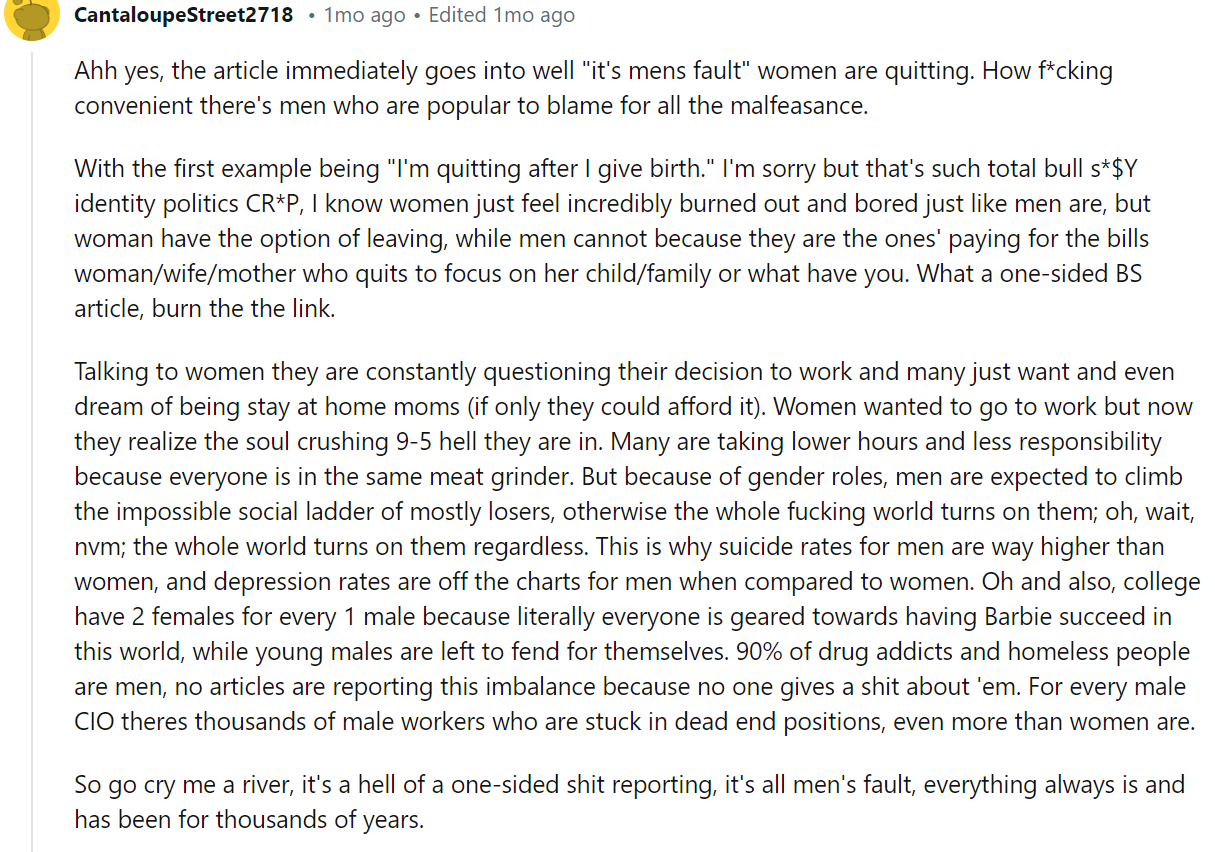 CantaloupeStreet2718 • 1mo ago • Edited 1mo ago
Ahh yes, the article immediately goes into well "it's mens fault" women are quitting. How f*cking
convenient there's men who are popular to blame for all the malfeasance.
With the first example being "I'm quitting after I give birth." I'm sorry but that's such total bull s*$Y
identity politics CR*P, I know women just feel incredibly burned out and bored just like men are, but
woman have the option of leaving, while men cannot because they are the ones' paying for the bills
woman/wife/mother who quits to focus on her child/family or what have you. What a one-sided BS
article, burn the the link.
Talking to women they are constantly questioning their decision to work and many just want and even
dream of being stay at home moms (if only they could afford it). Women wanted to go to work but now
they realize the soul crushing 9-5 hell they are in. Many are taking lower hours and less responsibility
because everyone is in the same meat grinder. But because of gender roles, men are expected to climb
the impossible social ladder of mostly losers, otherwise the whole fucking world turns on them; oh, wait,
nvm; the whole world turns on them regardless. This is why suicide rates for men are way higher than
women, and depression rates are off the charts for men when compared to women. Oh and also, college
have 2 females for every 1 male because literally everyone is geared towards having Barbie succeed in
this world, while young males are left to fend for themselves. 90% of drug addicts and homeless people
are men, no articles are reporting this imbalance because no one gives a shit about 'em. For every male
CIO theres thousands of male workers who are stuck in dead end positions, even more than women are.
So go cry me a river, it's a hell of a one-sided shit reporting, it's all men's fault, everything always is and
has been for thousands of years.